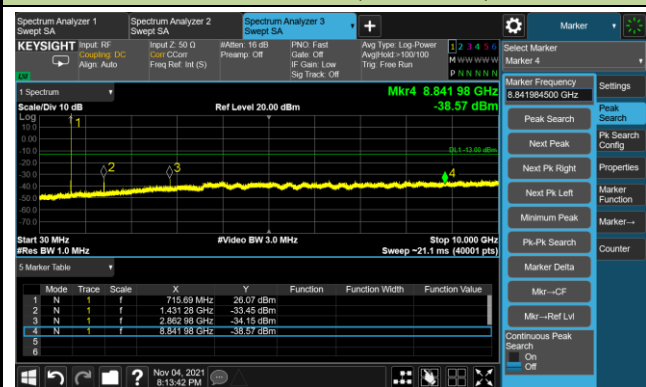 Spectrum Analyzer 1
Swept SA
Spectrum Analyzer 2
Swept SA
Spectrum Analyzer 3
Swept SA
+
Marker
KEYSIGHT
Input: RF
Coupling: DC
Align: Auto
Input Z: 50 Ω
Corr CCorr
Freq Ref: Int (S)
#Atten: 16 dB
Preamp: Off
PNO: Fast
Gate: Off
IF Gain: Low
Sig Track: Off
Avg Type: Log-Power
Avg|Hold:>100/100
Trig: Free Run
1 2 3 4 5 6
M W W W W W
P N N N N N
LXI
Select Marker
Marker 4
1 Spectrum
Scale/Div 10 dB
Ref Level 20.00 dBm
Mkr4 8.841 98 GHz
-38.57 dBm
Log
10.0
0.00
-10.0
-20.0
-30.0
-40.0
-50.0
-60.0
-70.0
1
2
3
4
DL1 -13.00 dBm
Start 30 MHz
#Res BW 1.0 MHz
#Video BW 3.0 MHz
Stop 10.000 GHz
Sweep ~21.1 ms (40001 pts)
5 Marker Table
Mode Trace Scale X Y Function Function Width Function Value
1 N 1 f 715.69 MHz 26.07 dBm
2 N 1 f 1.431 28 GHz -33.45 dBm
3 N 1 f 2.862 98 GHz -34.15 dBm
4 N 1 f 8.841 98 GHz -38.57 dBm
5
6
Marker Frequency
8.841984500 GHz
Peak Search
Next Peak
Next Pk Right
Next Pk Left
Minimum Peak
Pk-Pk Search
Marker Delta
Mkr→CF
Mkr→Ref Lvl
Continuous Peak
Search
On
Off
Settings
Peak
Search
Pk Search
Config
Properties
Marker
Function
Marker→
Counter
?
Nov 04, 2021
8:13:42 PM